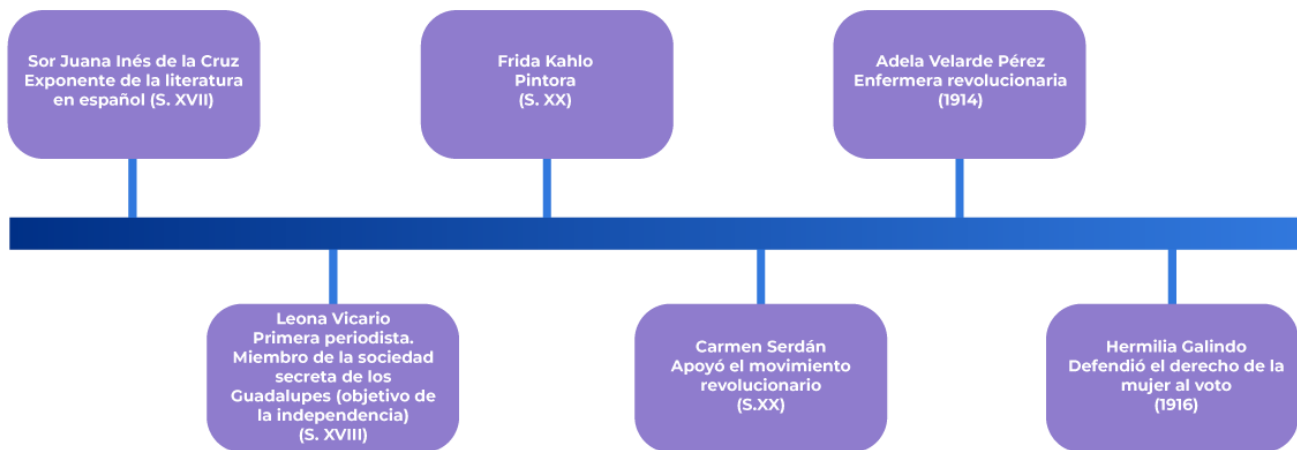 Sor Juana Inés de la Cruz
Exponente de la literatura
en español (S. XVII)
Leona Vicario
Primera periodista.
Miembro de la sociedad
secreta de los
Guadalupes (objetivo de
la independencia)
(S. XVIII)
Frida Kahlo
Pintora
(S. XX)
Carmen Serdán
Apoyó el movimiento
revolucionario
(S.XX)
Adela Velarde Pérez
Enfermera revolucionaria
(1914)
Hermilia Galindo
Defendió el derecho de la
mujer al voto
(1916)